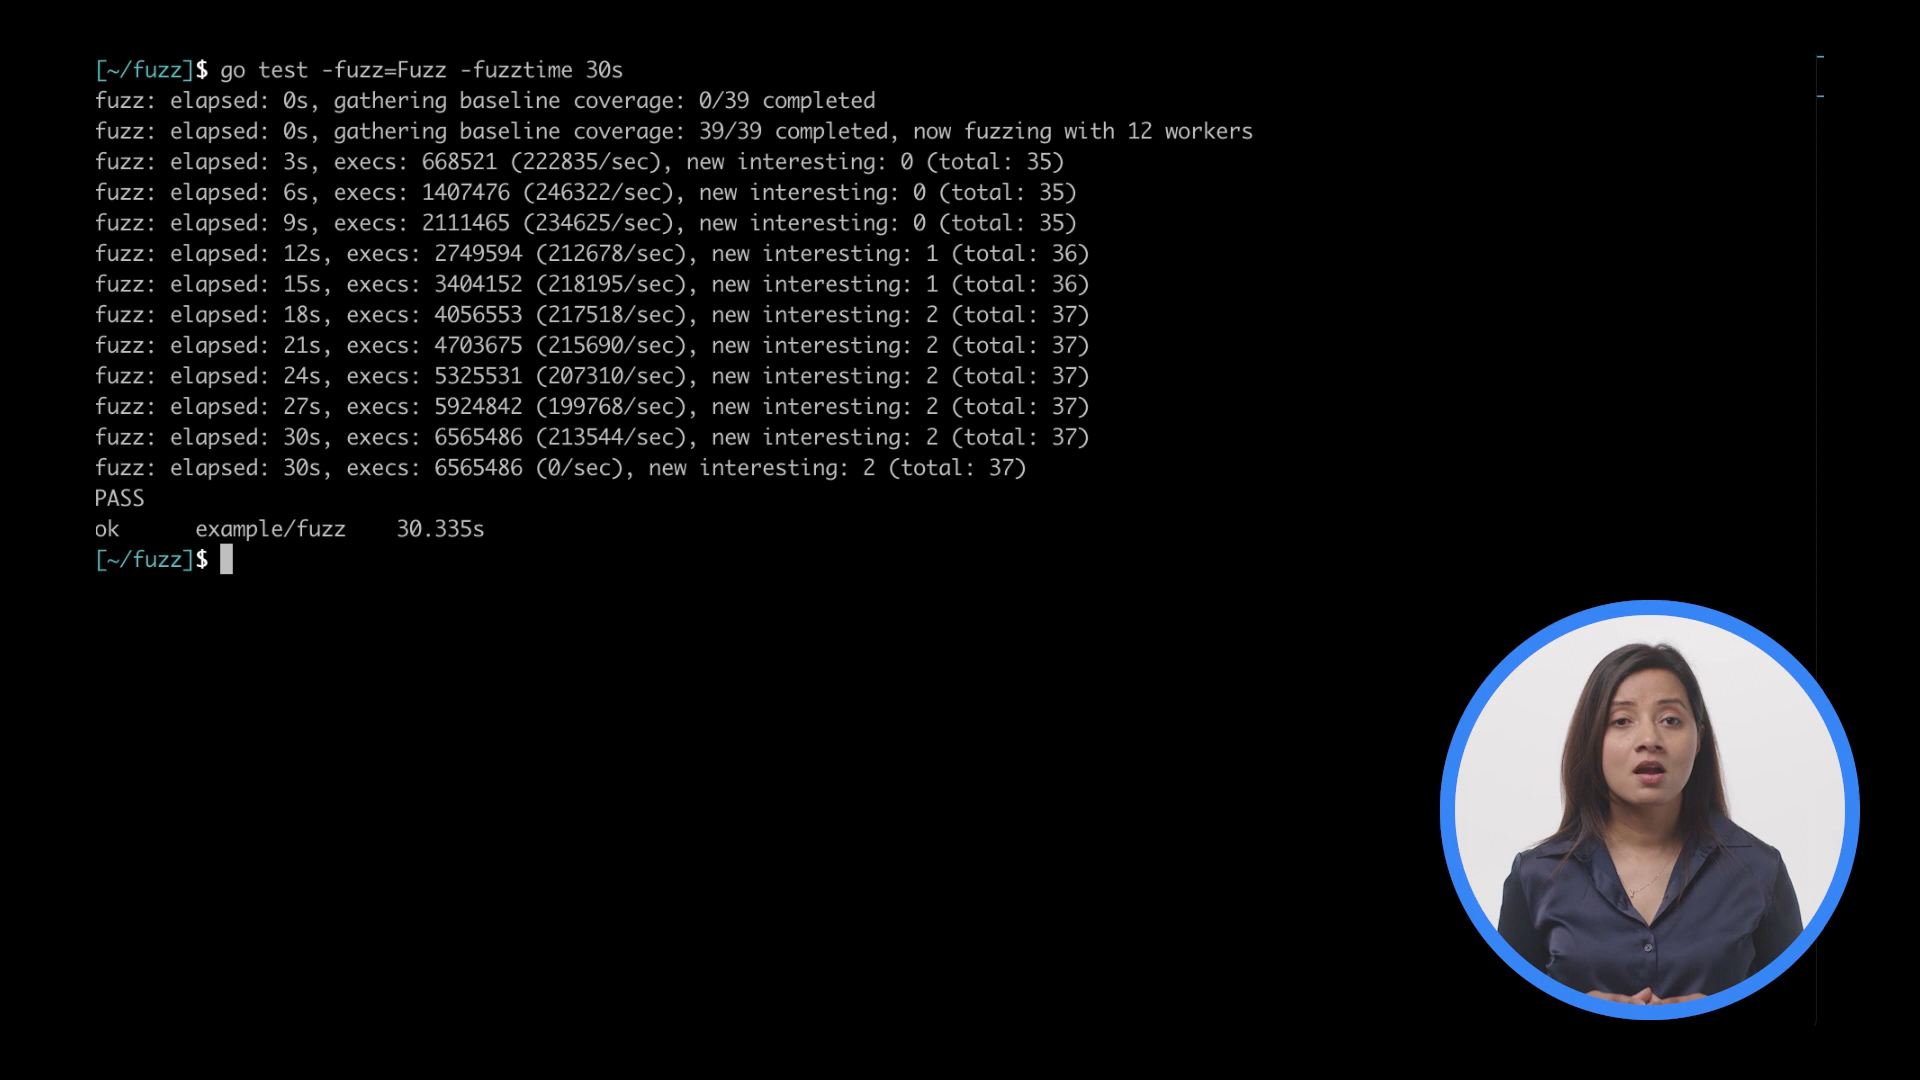 [~/fuzz]$ go test -fuzz=Fuzz -fuzztime 30s
fuzz: elapsed: 0s, gathering baseline coverage: 0/39 completed
fuzz: elapsed: 0s, gathering baseline coverage: 39/39 completed, now fuzzing with 12 workers
fuzz: elapsed: 3s, execs: 668521 (222835/sec), new interesting: 0 (total: 35)
fuzz: elapsed: 6s, execs: 1407476 (246322/sec), new interesting: 0 (total: 35)
fuzz: elapsed: 9s, execs: 2111465 (234625/sec), new interesting: 0 (total: 35)
fuzz: elapsed: 12s, execs: 2749594 (212678/sec), new interesting: 1 (total: 36)
fuzz: elapsed: 15s, execs: 3404152 (218195/sec), new interesting: 1 (total: 36)
fuzz: elapsed: 18s, execs: 4056553 (217518/sec), new interesting: 2 (total: 37)
fuzz: elapsed: 21s, execs: 4703675 (215690/sec), new interesting: 2 (total: 37)
fuzz: elapsed: 24s, execs: 5325531 (207310/sec), new interesting: 2 (total: 37)
fuzz: elapsed: 27s, execs: 5924842 (199768/sec), new interesting: 2 (total: 37)
fuzz: elapsed: 30s, execs: 6565486 (213544/sec), new interesting: 2 (total: 37)
fuzz: elapsed: 30s, execs: 6565486 (0/sec), new interesting: 2 (total: 37)
PASS
ok      example/fuzz    30.335s
[~/fuzz]$